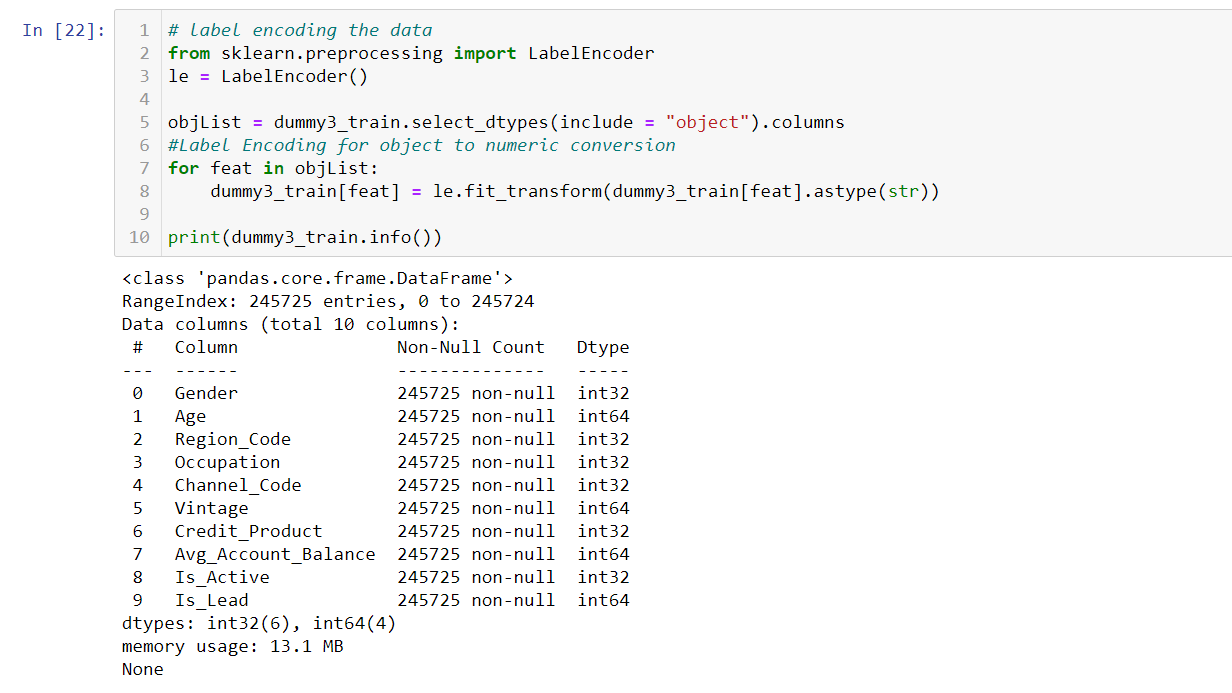 In [22]:
1 # label encoding the data
2 from sklearn.preprocessing import LabelEncoder
3 le = LabelEncoder()
4
5 objList = dummy3_train.select_dtypes(include = "object").columns
6 #Label Encoding for object to numeric conversion
7 for feat in objList:
8     dummy3_train[feat] = le.fit_transform(dummy3_train[feat].astype(str))
9
10 print(dummy3_train.info())
<class 'pandas.core.frame.DataFrame'>
RangeIndex: 245725 entries, 0 to 245724
Data columns (total 10 columns):
 #   Column               Non-Null Count   Dtype
---  ------               --------------   -----
 0   Gender               245725 non-null  int32
 1   Age                  245725 non-null  int64
 2   Region_Code          245725 non-null  int32
 3   Occupation           245725 non-null  int32
 4   Channel_Code         245725 non-null  int32
 5   Vintage              245725 non-null  int64
 6   Credit_Product       245725 non-null  int32
 7   Avg_Account_Balance  245725 non-null  int64
 8   Is_Active            245725 non-null  int32
 9   Is_Lead              245725 non-null  int64
dtypes: int32(6), int64(4)
memory usage: 13.1 MB
None